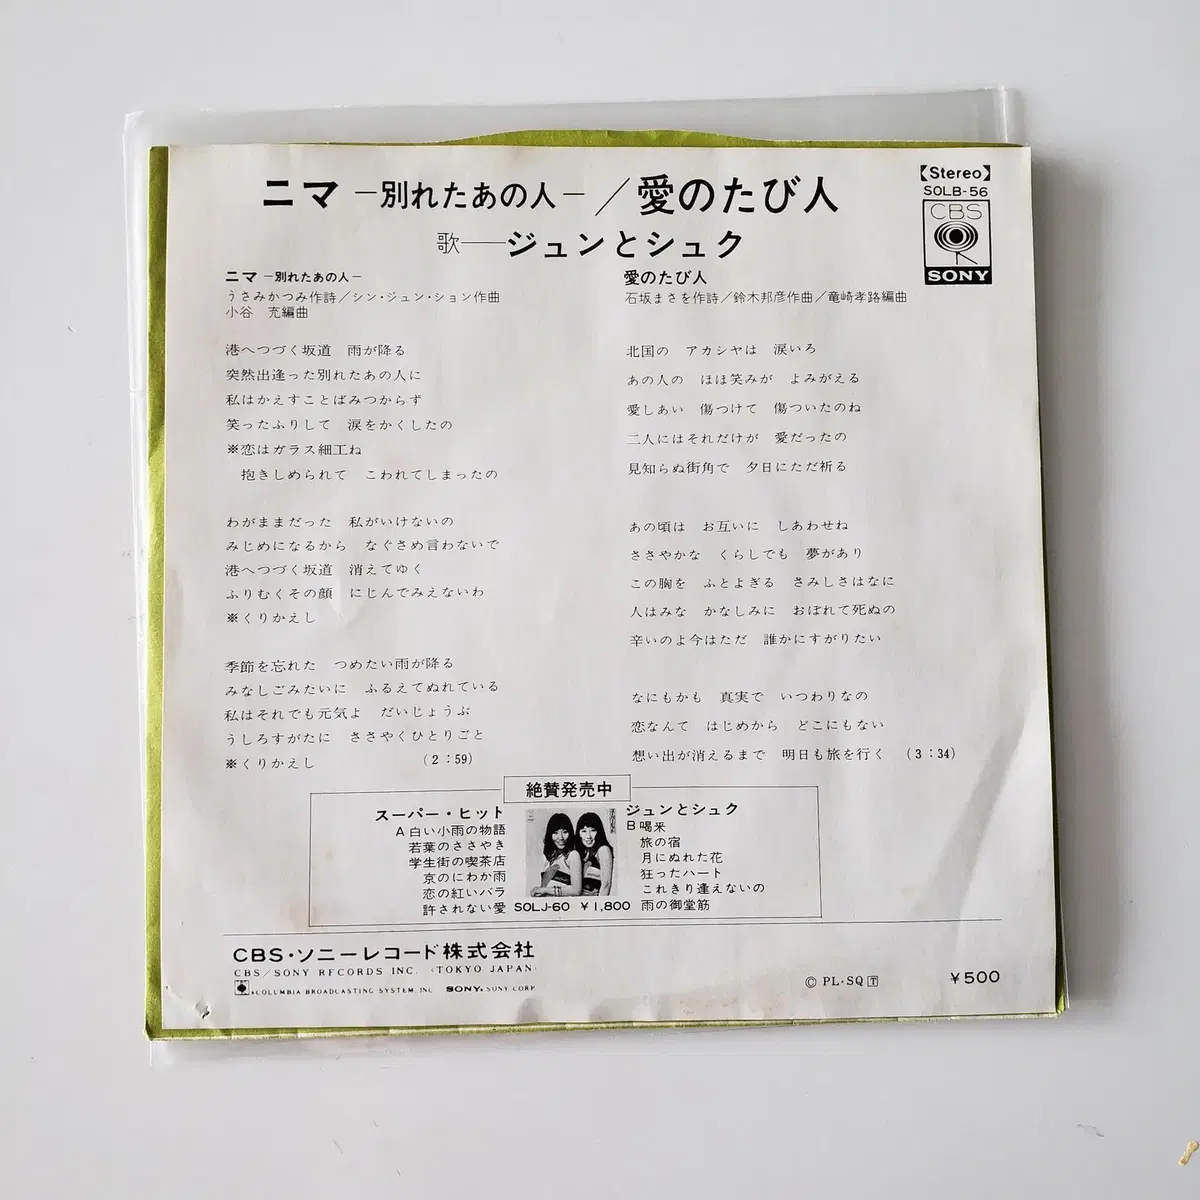 ニマ —別れたあの人—／愛のたび人
歌——ジュンとシュク
【Stereo】
SOLB-56
CBS
SONY
ニマ —別れたあの人—
うさみかつみ作詩／シン・ジュン・ション作曲
小谷　充編曲
港へつづく坂道　雨が降る
突然出逢った別れたあの人に
私はかえすことばみつからず
笑ったふりして　涙をかくしたの
※恋はガラス細工ね
抱きしめられて　こわれてしまったの
わがままだった　私がいけないの
みじめになるから　なぐさめ言わないで
港へつづく坂道　消えてゆく
ふりむくその顔　にじんでみえないわ
※くりかえし
季節を忘れた　つめたい雨が降る
みなしごみたいに　ふるえてぬれている
私はそれでも元気よ　だいじょうぶ
うしろすがたに　ささやくひとりごと
※くりかえし　（2：59）
愛のたび人
石坂まさを作詩／鈴木邦彦作曲／竜崎孝路編曲
北国の　アカシヤは　涙いろ
あの人の　ほほ笑みが　よみがえる
愛しあい　傷つけて　傷ついたのね
二人にはそれだけが　愛だったの
見知らぬ街角で　夕日にただ祈る
あの頃は　お互いに　しあわせね
ささやかな　くらしでも　夢があり
この胸を　ふとよぎる　さみしさはなに
人はみな　かなしみに　おぼれて死ぬの
辛いのよ今はただ　誰かにすがりたい
なにもかも　真実で　いつわりなの
恋なんて　はじめから　どこにもない
想い出が消えるまで　明日も旅を行く　（3：34）
絶賛発売中
スーパー・ヒット
A 白い小雨の物語
若葉のささやき
学生街の喫茶店
京のにわか雨
恋の紅いバラ
許されない愛
SOLJ-60 ￥1,800
ジュンとシュク
B 喝采
旅の宿
月にぬれた花
狂ったハート
これきり逢えないの
雨の御堂筋
CBS・ソニーレコード株式会社
CBS/SONY RECORDS INC. (TOKYO JAPAN)
COLUMBIA BROADCASTING SYSTEM, INC. SONY. SONY CORP.
Ⓒ PL・SQ T
￥500